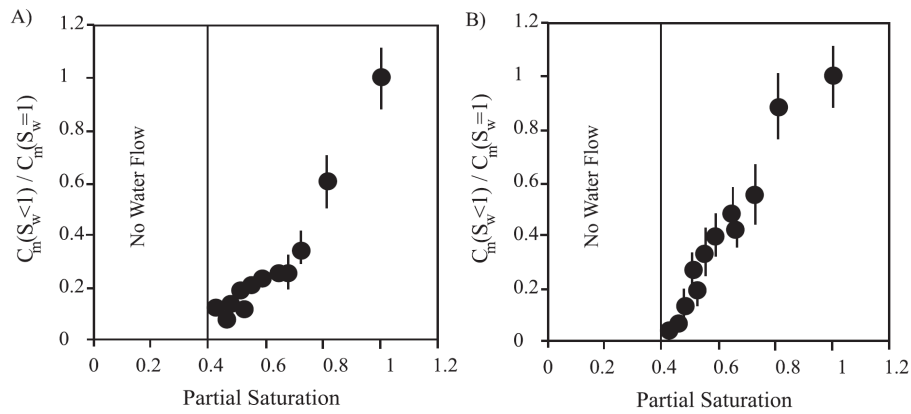 A)
1.2
1
0.8
0.6
0.4
0.2
0
C_m(S_w<1) / C_m(S_w=1)
No Water Flow
0 0.2 0.4 0.6 0.8 1 1.2
Partial Saturation
B)
1.2
1
0.8
0.6
0.4
0.2
0
C_m(S_w<1) / C_m(S_w=1)
No Water Flow
0 0.2 0.4 0.6 0.8 1 1.2
Partial Saturation